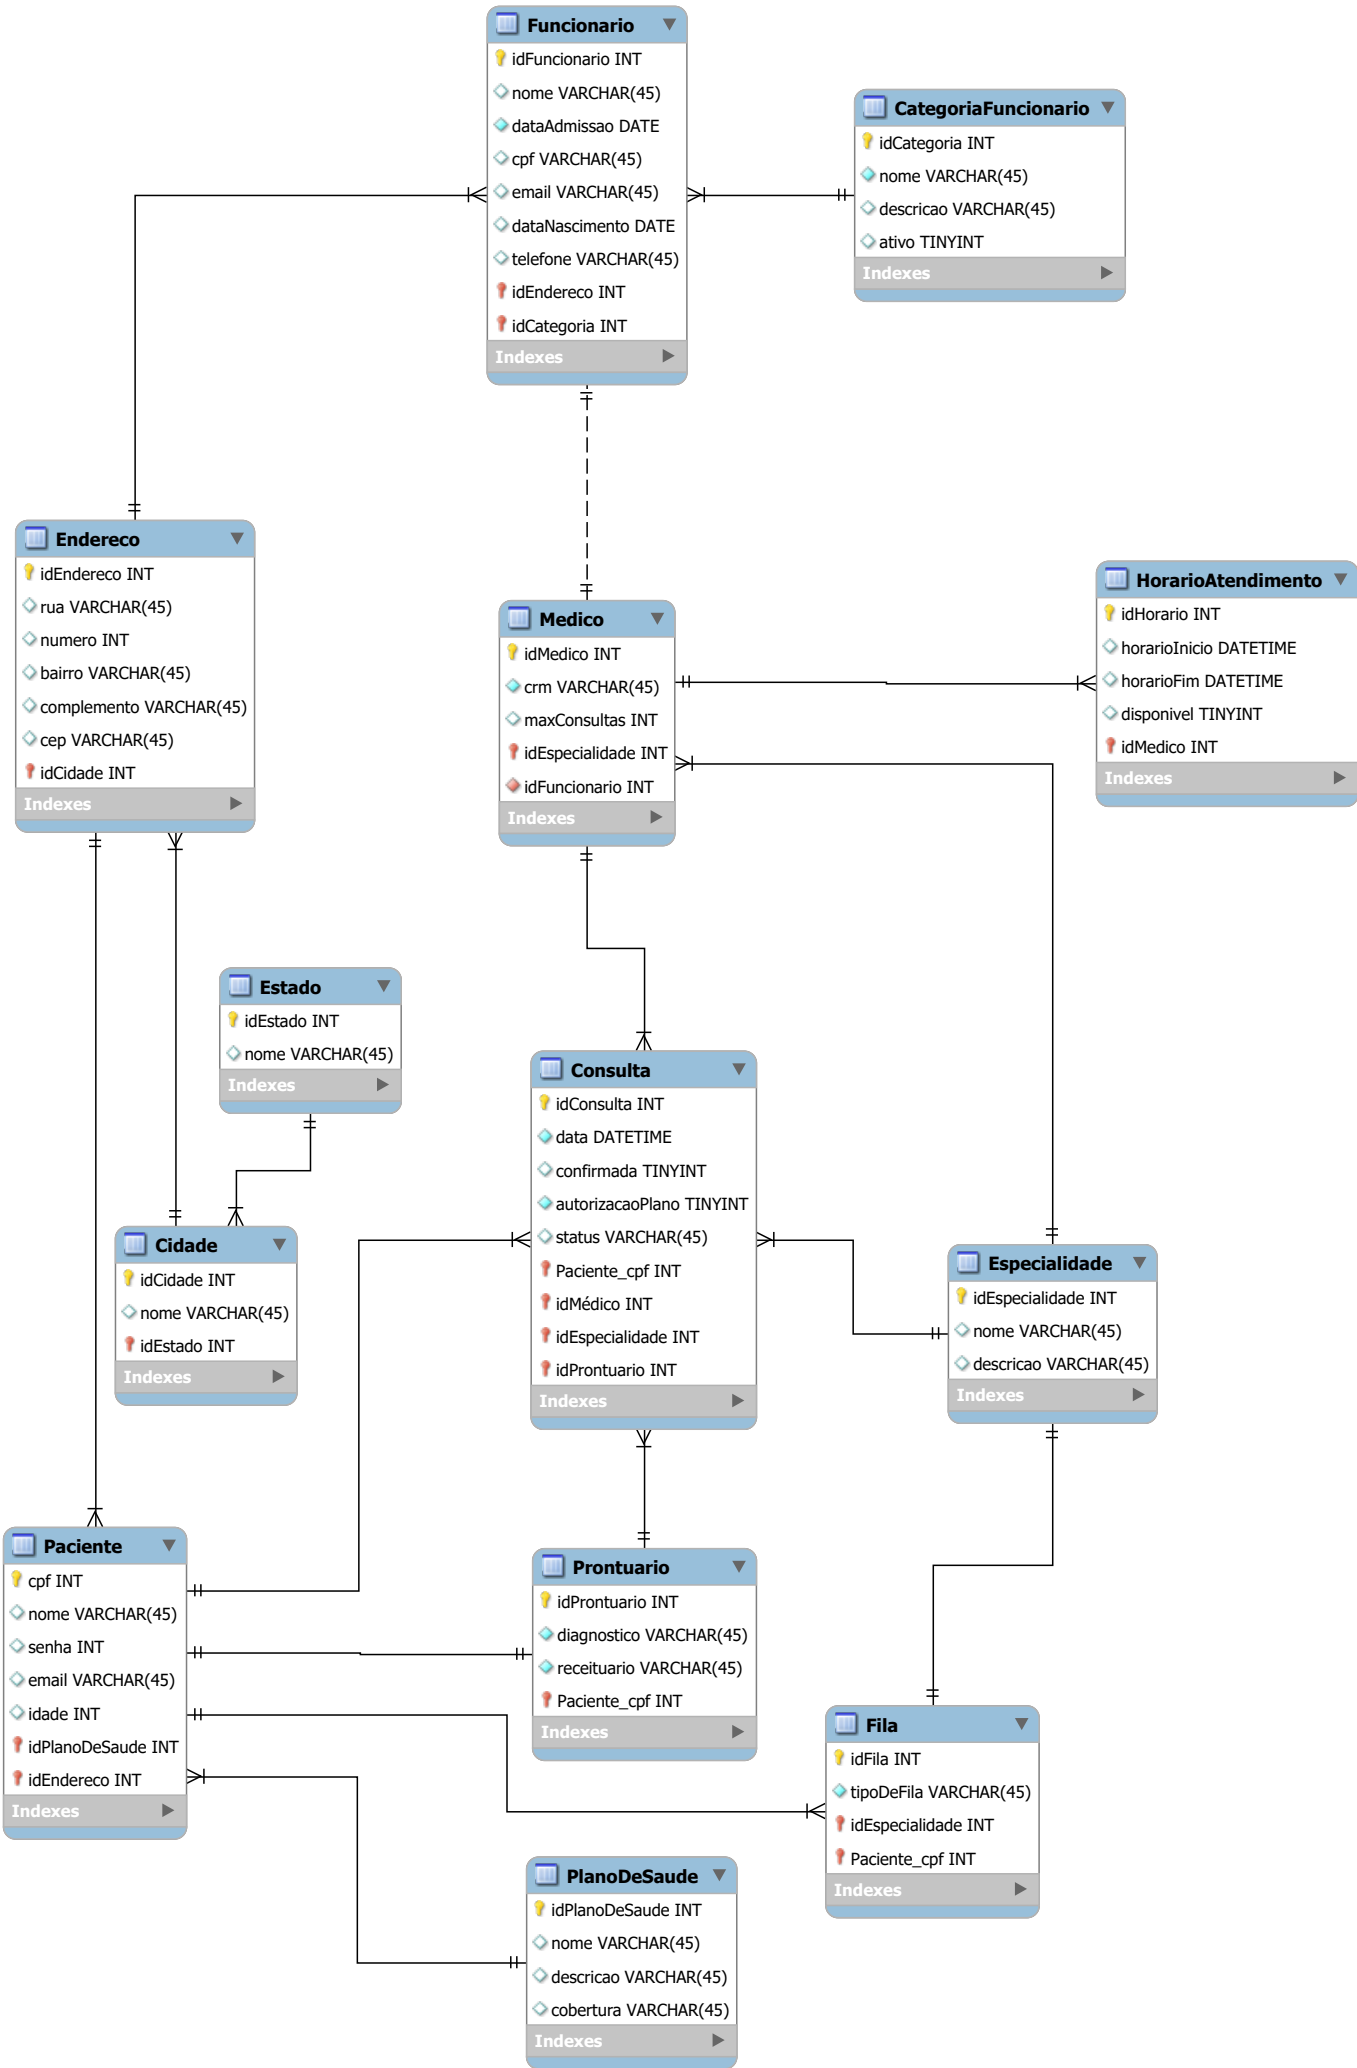 Funcionario
idFuncionario INT
nome VARCHAR(45)
dataAdmissao DATE
cpf VARCHAR(45)
email VARCHAR(45)
dataNascimento DATE
telefone VARCHAR(45)
idEndereco INT
idCategoria INT
Indexes
CategoriaFuncionario
idCategoria INT
nome VARCHAR(45)
descricao VARCHAR(45)
ativo TINYINT
Indexes
Endereco
idEndereco INT
rua VARCHAR(45)
numero INT
bairro VARCHAR(45)
complemento VARCHAR(45)
cep VARCHAR(45)
idCidade INT
Indexes
Medico
idMedico INT
crm VARCHAR(45)
maxConsultas INT
idEspecialidade INT
idFuncionario INT
Indexes
HorarioAtendimento
idHorario INT
horarioInicio DATETIME
horarioFim DATETIME
disponivel TINYINT
idMedico INT
Indexes
Estado
idEstado INT
nome VARCHAR(45)
Indexes
Consulta
idConsulta INT
data DATETIME
confirmada TINYINT
autorizacaoPlano TINYINT
status VARCHAR(45)
Paciente_cpf INT
idMédico INT
idEspecialidade INT
idProntuario INT
Indexes
Cidade
idCidade INT
nome VARCHAR(45)
idEstado INT
Indexes
Especialidade
idEspecialidade INT
nome VARCHAR(45)
descricao VARCHAR(45)
Indexes
Paciente
cpf INT
nome VARCHAR(45)
senha INT
email VARCHAR(45)
idade INT
idPlanoDeSaude INT
idEndereco INT
Indexes
Prontuario
idProntuario INT
diagnostico VARCHAR(45)
receituario VARCHAR(45)
Paciente_cpf INT
Indexes
Fila
idFila INT
tipoDeFila VARCHAR(45)
idEspecialidade INT
Paciente_cpf INT
Indexes
PlanoDeSaude
idPlanoDeSaude INT
nome VARCHAR(45)
descricao VARCHAR(45)
cobertura VARCHAR(45)
Indexes